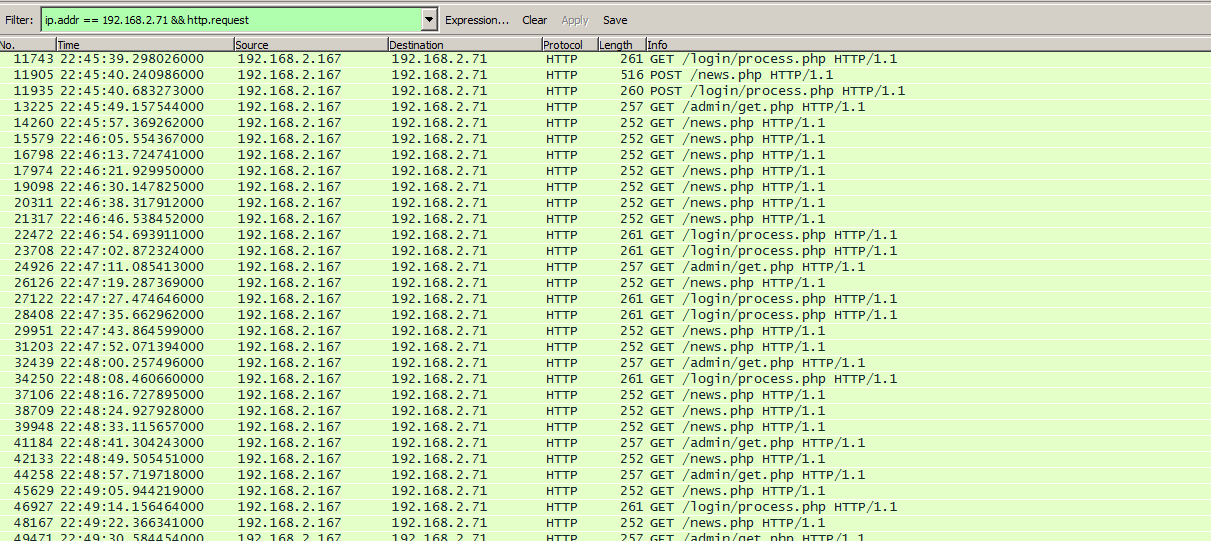 Filter: ip.addr == 192.168.2.71 && http.request Expression... Clear Apply Save
No. Time Source Destination Protocol Length Info
11743 22:45:39.298026000 192.168.2.167 192.168.2.71 HTTP 261 GET /login/process.php HTTP/1.1
11905 22:45:40.240986000 192.168.2.167 192.168.2.71 HTTP 516 POST /news.php HTTP/1.1
11935 22:45:40.683273000 192.168.2.167 192.168.2.71 HTTP 260 POST /login/process.php HTTP/1.1
13225 22:45:49.157544000 192.168.2.167 192.168.2.71 HTTP 257 GET /admin/get.php HTTP/1.1
14260 22:45:57.369262000 192.168.2.167 192.168.2.71 HTTP 252 GET /news.php HTTP/1.1
15579 22:46:05.554367000 192.168.2.167 192.168.2.71 HTTP 252 GET /news.php HTTP/1.1
16798 22:46:13.724741000 192.168.2.167 192.168.2.71 HTTP 252 GET /news.php HTTP/1.1
17974 22:46:21.929950000 192.168.2.167 192.168.2.71 HTTP 252 GET /news.php HTTP/1.1
19098 22:46:30.147825000 192.168.2.167 192.168.2.71 HTTP 252 GET /news.php HTTP/1.1
20311 22:46:38.317912000 192.168.2.167 192.168.2.71 HTTP 252 GET /news.php HTTP/1.1
21317 22:46:46.538452000 192.168.2.167 192.168.2.71 HTTP 252 GET /news.php HTTP/1.1
22472 22:46:54.693911000 192.168.2.167 192.168.2.71 HTTP 261 GET /login/process.php HTTP/1.1
23708 22:47:02.872324000 192.168.2.167 192.168.2.71 HTTP 261 GET /login/process.php HTTP/1.1
24926 22:47:11.085413000 192.168.2.167 192.168.2.71 HTTP 257 GET /admin/get.php HTTP/1.1
26126 22:47:19.287369000 192.168.2.167 192.168.2.71 HTTP 252 GET /news.php HTTP/1.1
27122 22:47:27.474646000 192.168.2.167 192.168.2.71 HTTP 261 GET /login/process.php HTTP/1.1
28408 22:47:35.662962000 192.168.2.167 192.168.2.71 HTTP 261 GET /login/process.php HTTP/1.1
29951 22:47:43.864599000 192.168.2.167 192.168.2.71 HTTP 252 GET /news.php HTTP/1.1
31203 22:47:52.071394000 192.168.2.167 192.168.2.71 HTTP 252 GET /news.php HTTP/1.1
32439 22:48:00.257496000 192.168.2.167 192.168.2.71 HTTP 257 GET /admin/get.php HTTP/1.1
34250 22:48:08.460660000 192.168.2.167 192.168.2.71 HTTP 261 GET /login/process.php HTTP/1.1
37106 22:48:16.727895000 192.168.2.167 192.168.2.71 HTTP 252 GET /news.php HTTP/1.1
38709 22:48:24.927928000 192.168.2.167 192.168.2.71 HTTP 252 GET /news.php HTTP/1.1
39948 22:48:33.115657000 192.168.2.167 192.168.2.71 HTTP 252 GET /news.php HTTP/1.1
41184 22:48:41.304243000 192.168.2.167 192.168.2.71 HTTP 257 GET /admin/get.php HTTP/1.1
42133 22:48:49.505451000 192.168.2.167 192.168.2.71 HTTP 252 GET /news.php HTTP/1.1
44258 22:48:57.719718000 192.168.2.167 192.168.2.71 HTTP 257 GET /admin/get.php HTTP/1.1
45629 22:49:05.944219000 192.168.2.167 192.168.2.71 HTTP 252 GET /news.php HTTP/1.1
46927 22:49:14.156464000 192.168.2.167 192.168.2.71 HTTP 261 GET /login/process.php HTTP/1.1
48167 22:49:22.366341000 192.168.2.167 192.168.2.71 HTTP 252 GET /news.php HTTP/1.1
49471 22:49:30.584454000 192.168.2.167 192.168.2.71 HTTP 257 GET /admin/get.php HTTP/1.1